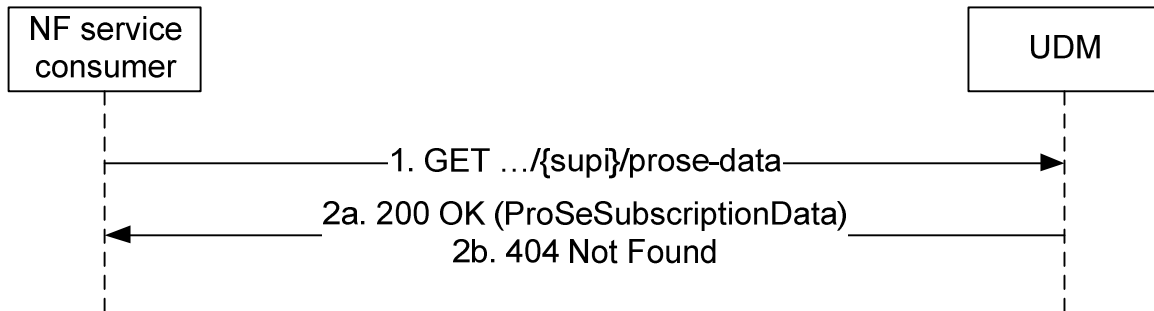 NF service
consumer
UDM
1. GET …/{supi}/prose-data
2a. 200 OK (ProSeSubscriptionData)
2b. 404 Not Found